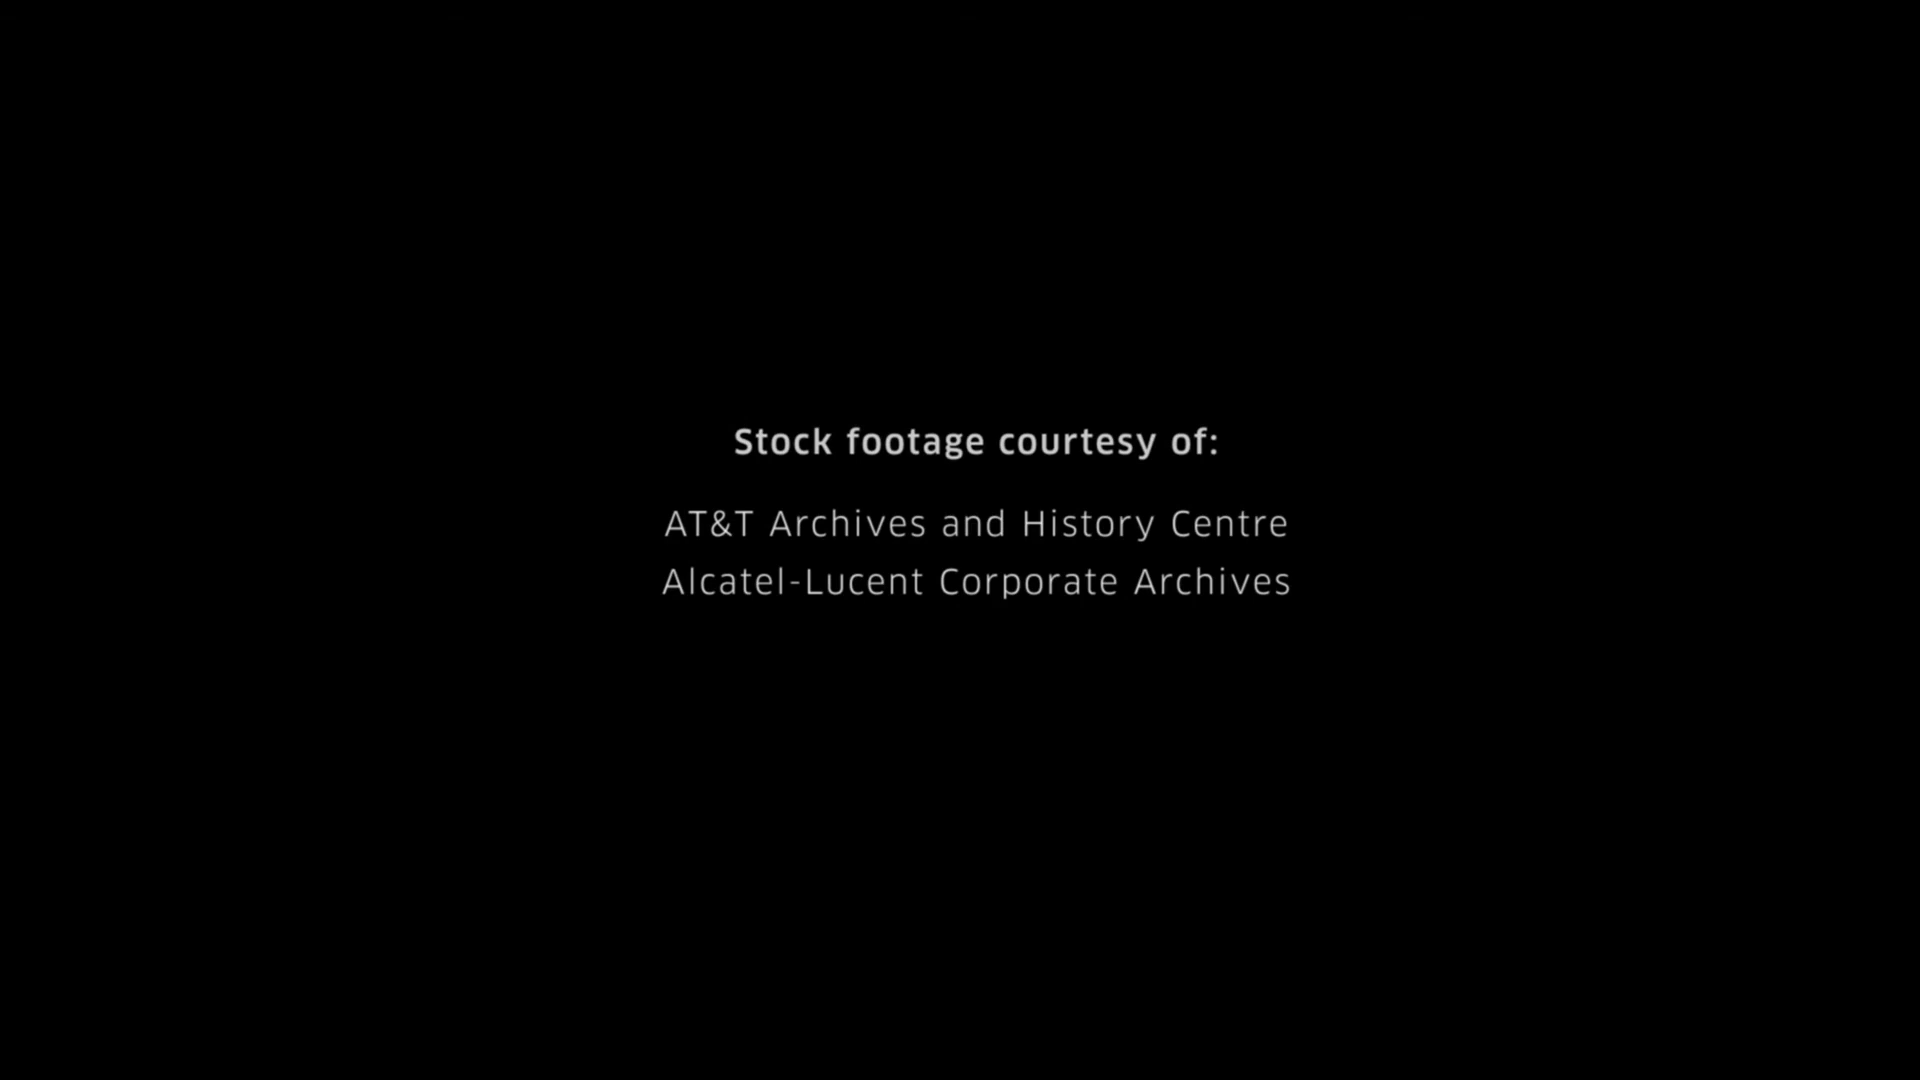 Stock footage courtesy of:
AT&T Archives and History Centre
Alcatel-Lucent Corporate Archives